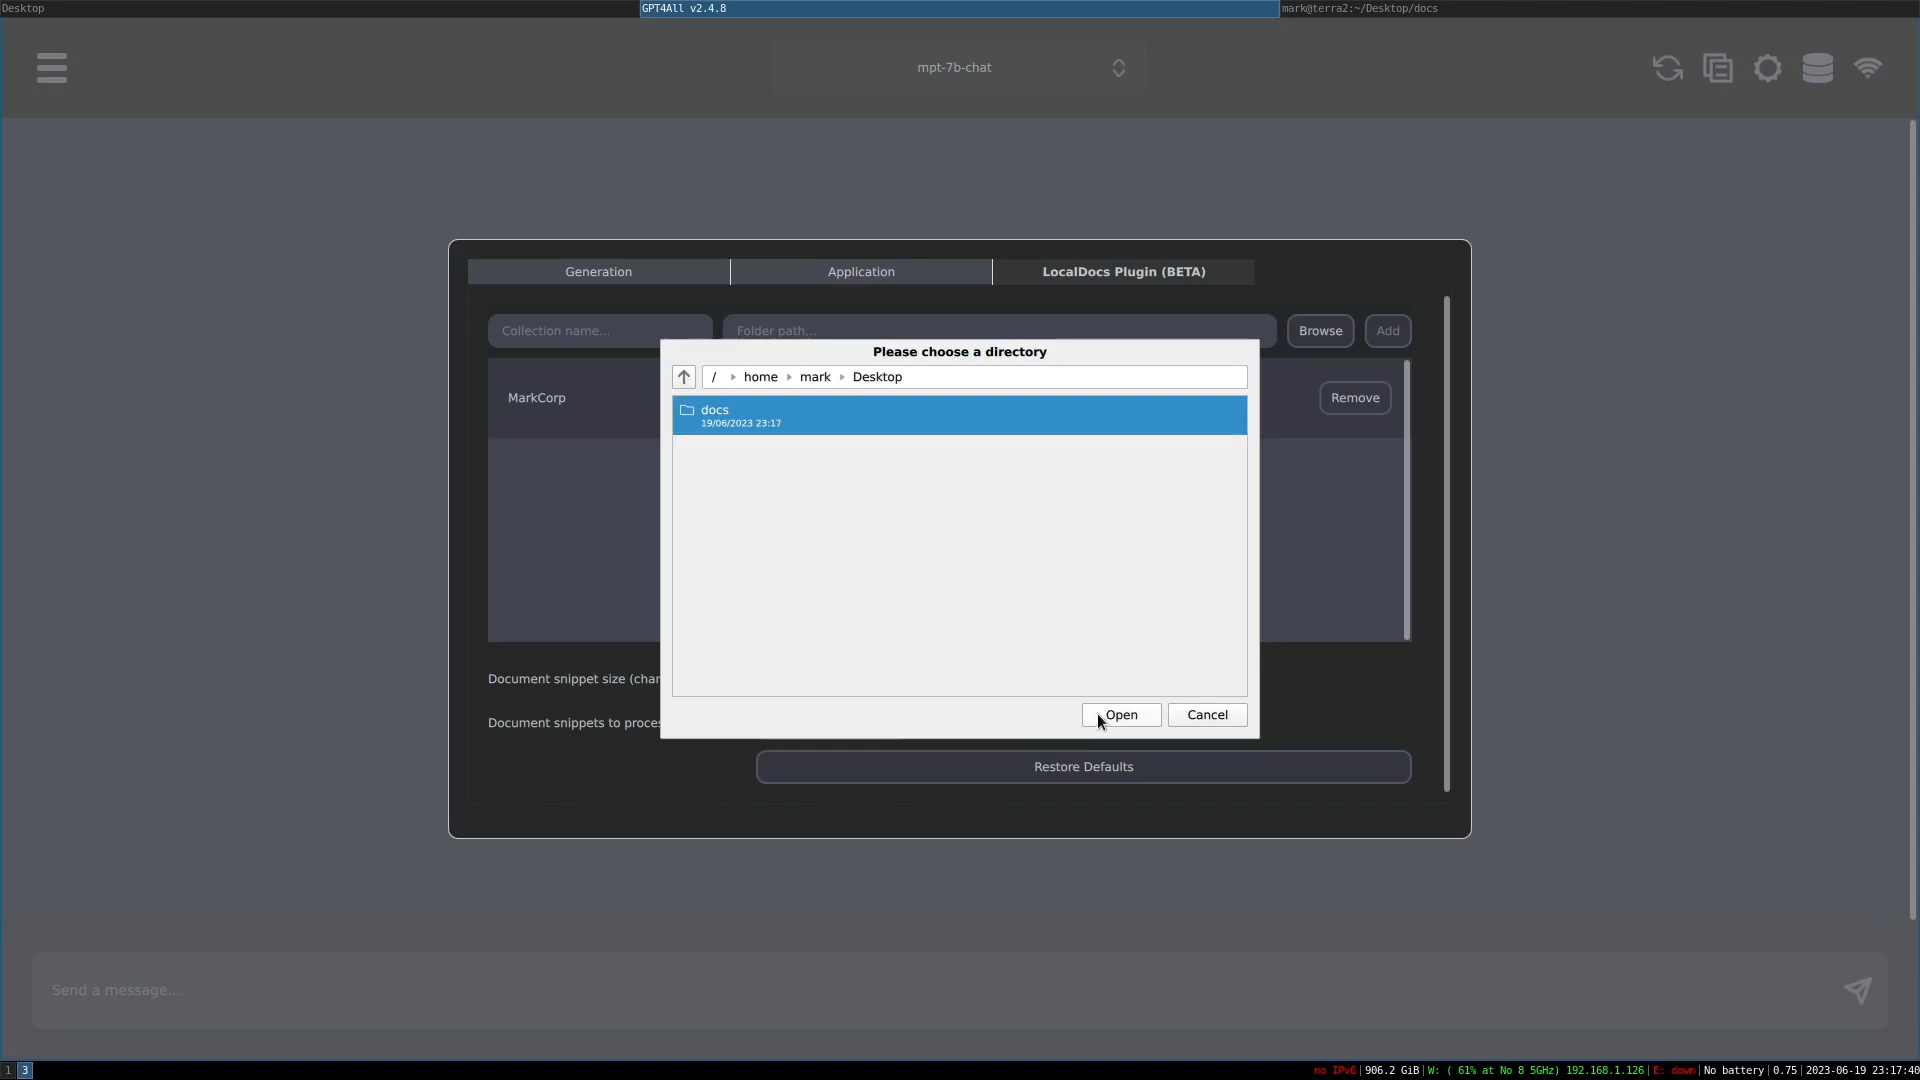 Desktop
GPT4All v2.4.8
mark@terra2:~/Desktop/docs
mpt-7b-chat
Generation
Application
LocalDocs Plugin (BETA)
Collection name...
Folder path...
Browse
Add
Please choose a directory
/ home mark Desktop
MarkCorp
docs
19/06/2023 23:17
Remove
Document snippet size (char
Document snippets to proces
Open
Cancel
Restore Defaults
Send a message...
1 3
no IPv6|906.2 GiB|W: ( 61% at No 8 5GHz) 192.168.1.126|E: down|No battery|0.75|2023-06-19 23:17:40